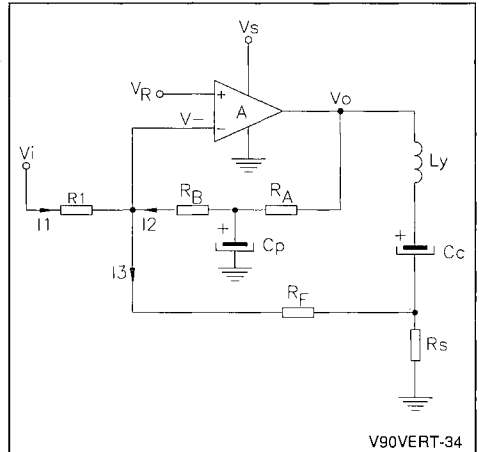 Vs
VR
+
A
Vo
V-
-
Vi
Ly
R1
RB
RA
I1
I2
+
Cp
+
Cc
I3
RF
Rs
V90VERT-34